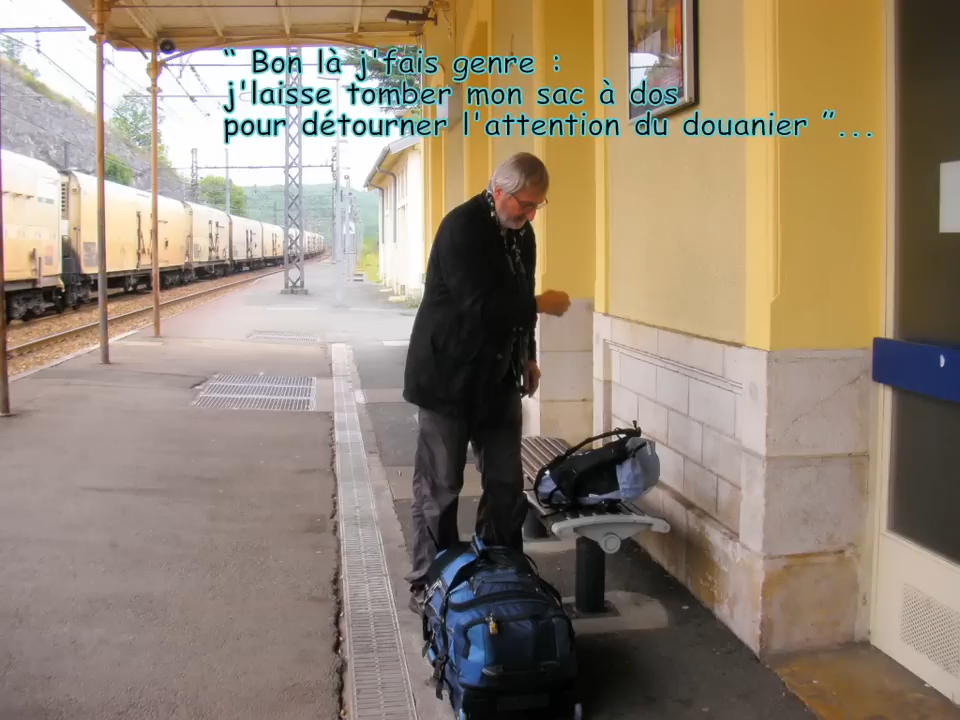 “ Bon là j'fais genre :
j'laisse tomber mon sac à dos
pour détourner l'attention du douanier ”...